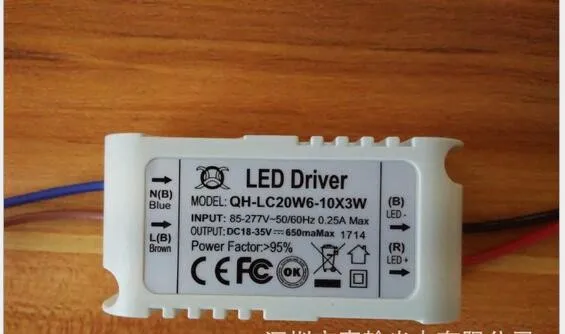 LED Driver
MODEL: QH-LC20W6-10X3W
INPUT: 85-277V~50/60Hz 0.25A Max
OUTPUT: DC18-35V⎓650maMax 1714
Power Factor:>95%
CE FC OK
N(B)
Blue
L(B)
Brown
(B)
LED -
(R)
LED +